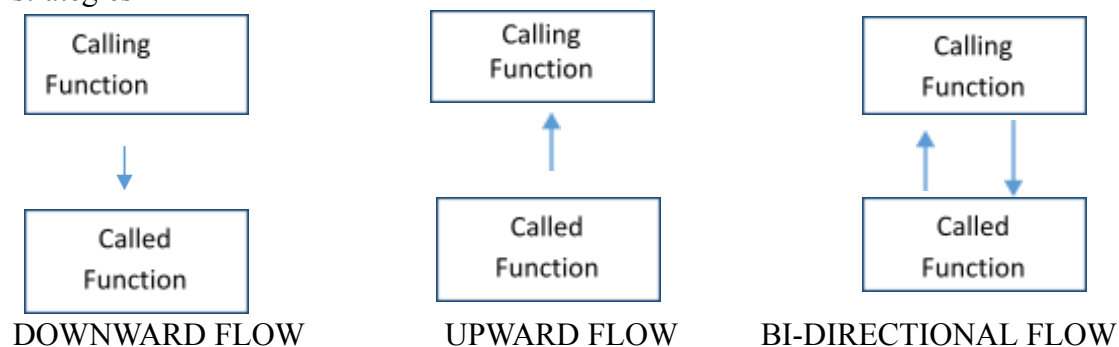 strategies
Calling
Function
Calling
Function
Calling
Function
Called
Function
Called
Function
Called
Function
DOWNWARD FLOW
UPWARD FLOW
BI-DIRECTIONAL FLOW